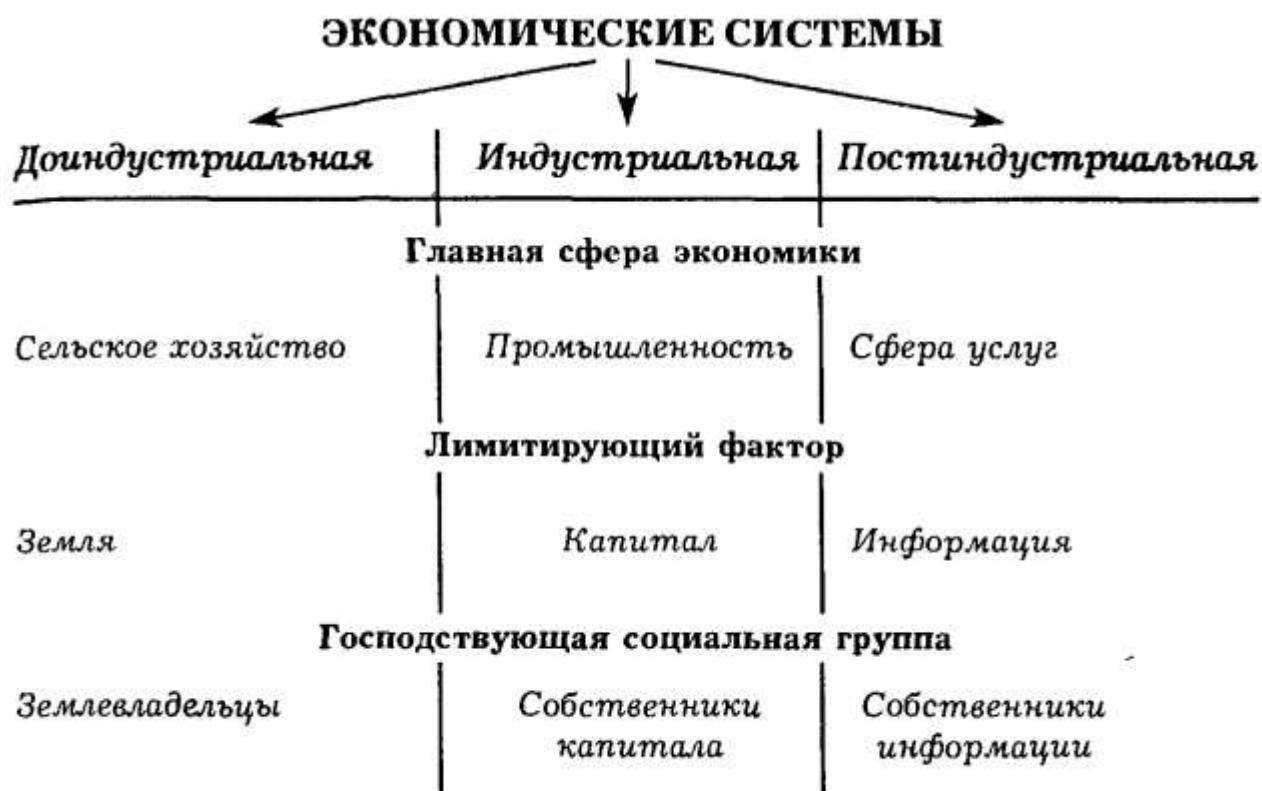 ЭКОНОМИЧЕСКИЕ СИСТЕМЫ
Доиндустриальная Индустриальная Постиндустриальная
Главная сфера экономики
Сельское хозяйство Промышленность Сфера услуг
Лимитирующий фактор
Земля Капитал Информация
Господствующая социальная группа
Землевладельцы Собственники Собственники
капитала информации